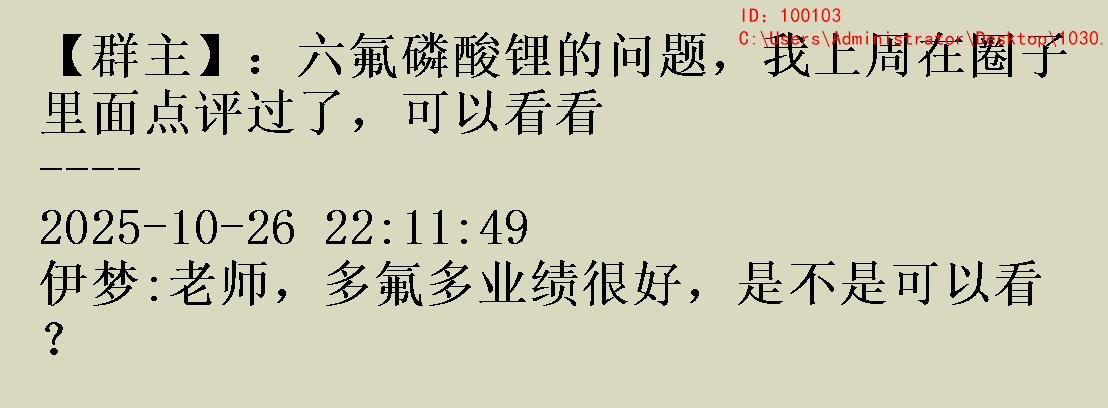 ID: 100103
C:\Users\Administrator\Desktop\1030.
【群主】：六氟磷酸锂的问题，我上周在圈子
里面点评过了，可以看看
----
2025-10-26 22:11:49
伊梦:老师，多氟多业绩很好，是不是可以看
？